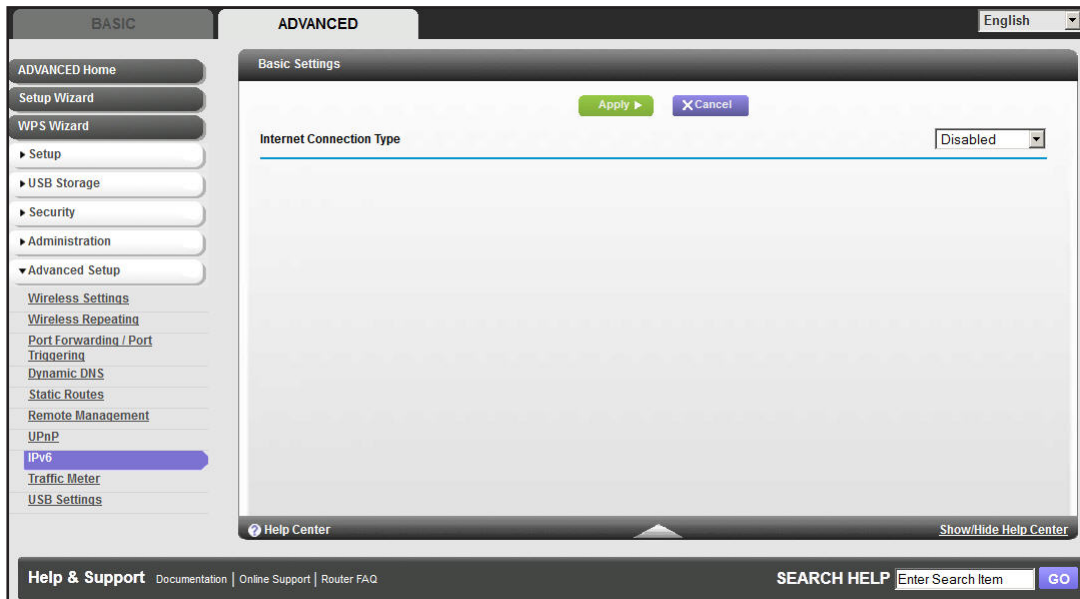 BASIC
ADVANCED
English
ADVANCED Home
Setup Wizard
WPS Wizard
Setup
USB Storage
Security
Administration
Advanced Setup
Wireless Settings
Wireless Repeating
Port Forwarding / Port
Triggering
Dynamic DNS
Static Routes
Remote Management
UPnP
IPv6
Traffic Meter
USB Settings
Basic Settings
Apply
X Cancel
Internet Connection Type
Disabled
? Help Center
Show/Hide Help Center
Help & Support Documentation | Online Support | Router FAQ
SEARCH HELP Enter Search Item GO